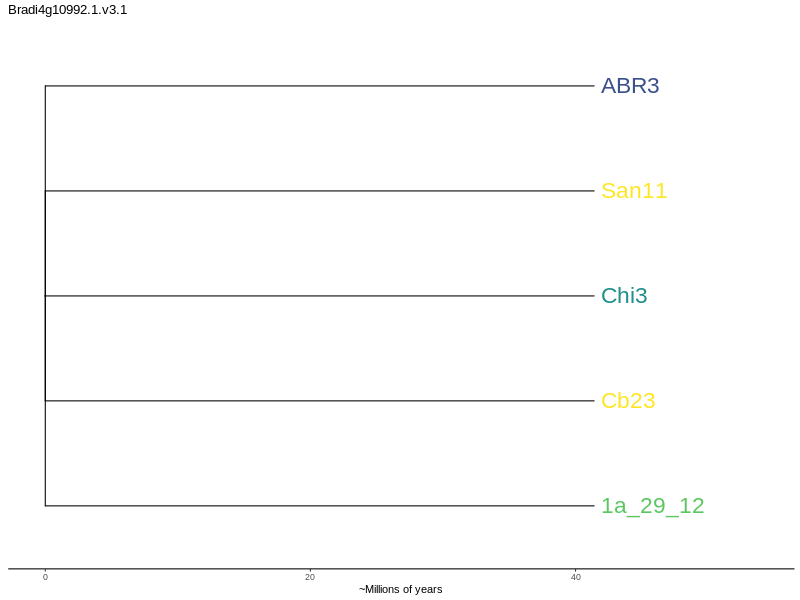 Bradi4g10992.1.v3.1
ABR3
San11
Chi3
Cb23
1a_29_12
0 20 40
~Millions of years